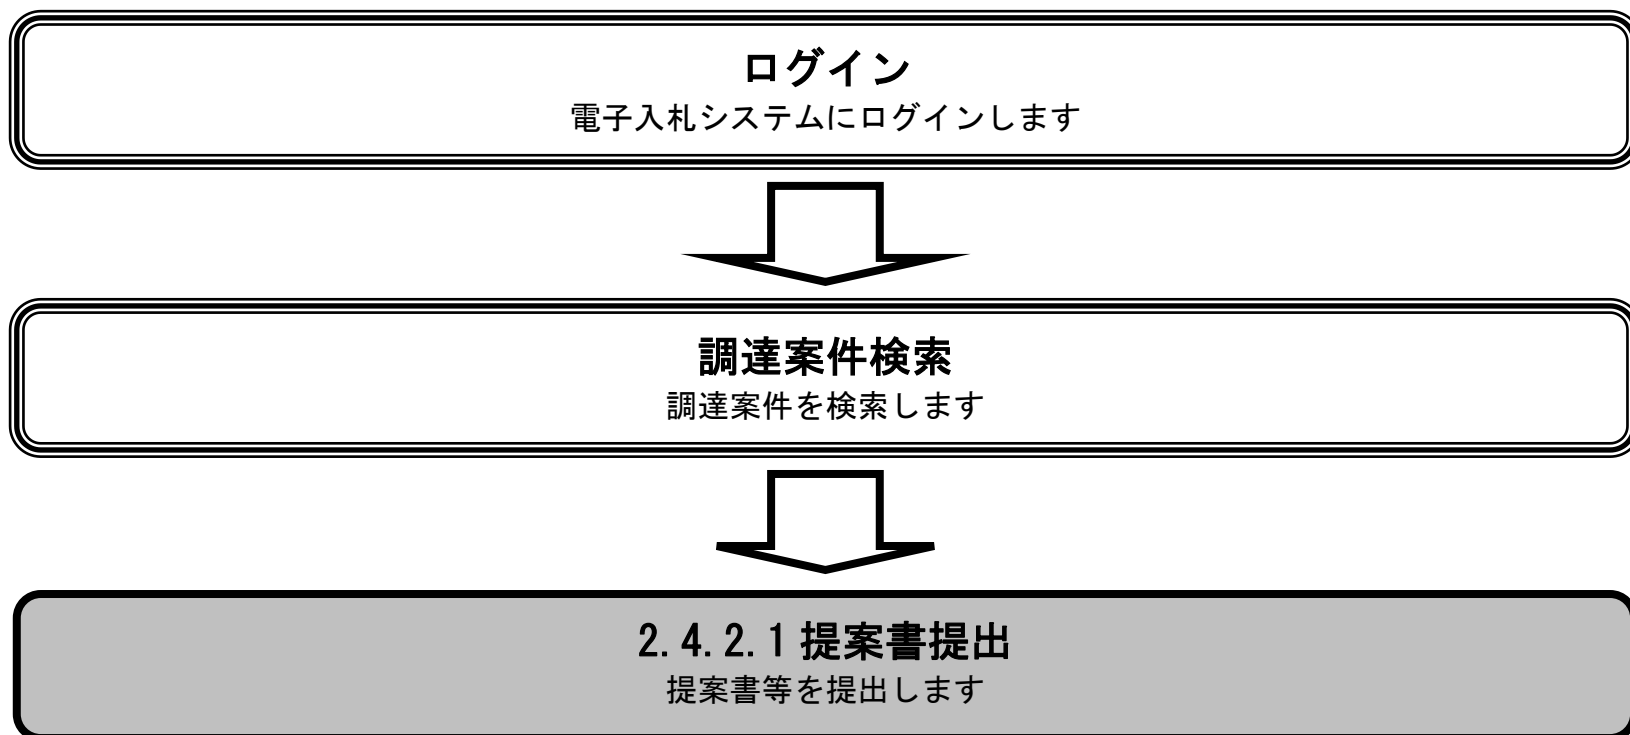 ログイン
電子入札システムにログインします
調達案件検索
調達案件を検索します
2.4.2.1 提案書提出
提案書等を提出します